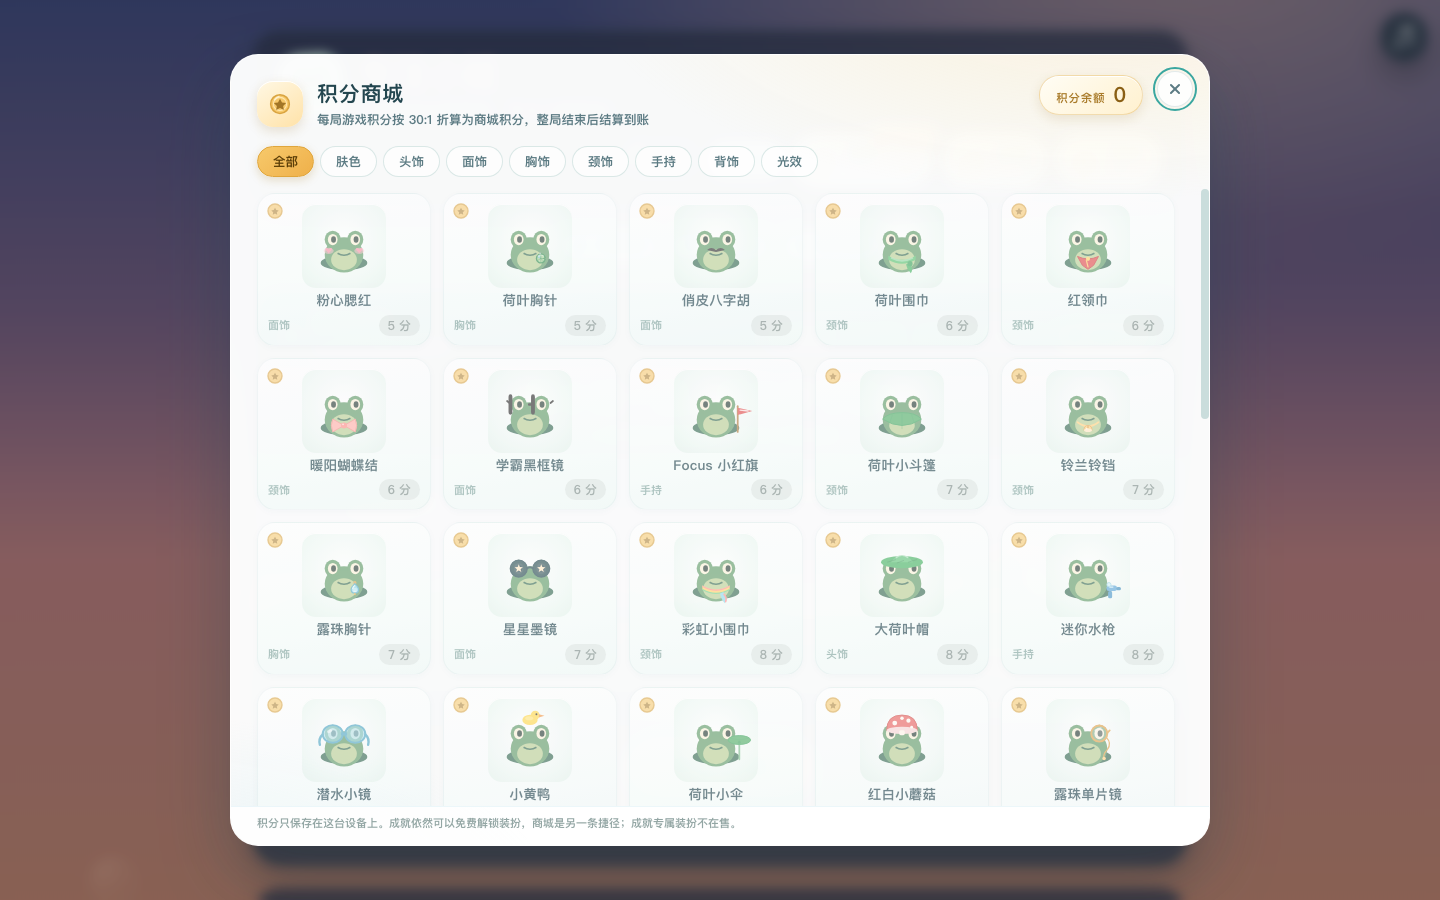 积分商城
每局游戏积分按 30:1 折算为商城积分，整局结束后结算到账
积分余额 0
全部 肤色 头饰 面饰 胸饰 颈饰 手持 背饰 光效
粉心腮红
面饰 5 分
荷叶胸针
胸饰 5 分
俏皮八字胡
面饰 5 分
荷叶围巾
颈饰 6 分
红领巾
颈饰 6 分
暖阳蝴蝶结
颈饰 6 分
学霸黑框镜
面饰 6 分
Focus 小红旗
手持 6 分
荷叶小斗篷
颈饰 7 分
铃兰铃铛
颈饰 7 分
露珠胸针
胸饰 7 分
星星墨镜
面饰 7 分
彩虹小围巾
颈饰 8 分
大荷叶帽
头饰 8 分
迷你水枪
手持 8 分
潜水小镜
小黄鸭
荷叶小伞
红白小蘑菇
露珠单片镜
积分只保存在这台设备上。成就依然可以免费解锁装扮，商城是另一条捷径；成就专属装扮不在售。